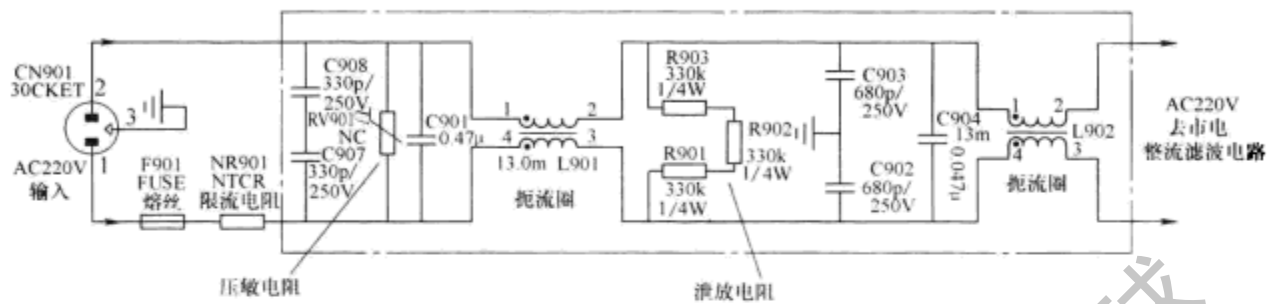 CN901
30CKET
2
3
1
AC220V
输入
F901
FUSE
熔丝
NR901
NTCR
限流电阻
C908
330p/
250V
RV901
NC
C907
330p/
250V
压敏电阻
C901
0.47μ
1
2
4
3
13.0m
L901
扼流圈
R903
330k
1/4W
R902
330k
1/4W
R901
330k
1/4W
泄放电阻
C903
680p/
250V
C902
680p/
250V
C904
13m
0.047μ
1
2
4
3
L902
扼流圈
AC220V
去市电
整流滤波电路